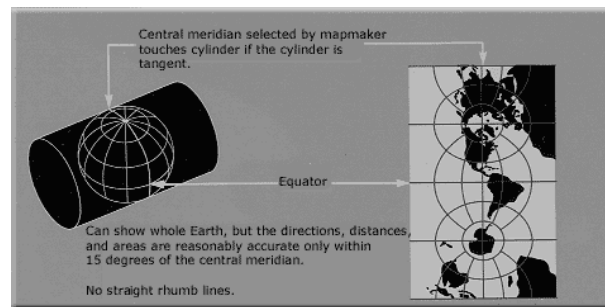 Central meridian selected by mapmaker
touches cylinder if the cylinder is
tangent.
Equator
Can show whole Earth, but the directions, distances,
and areas are reasonably accurate only within
15 degrees of the central meridian.
No straight rhumb lines.